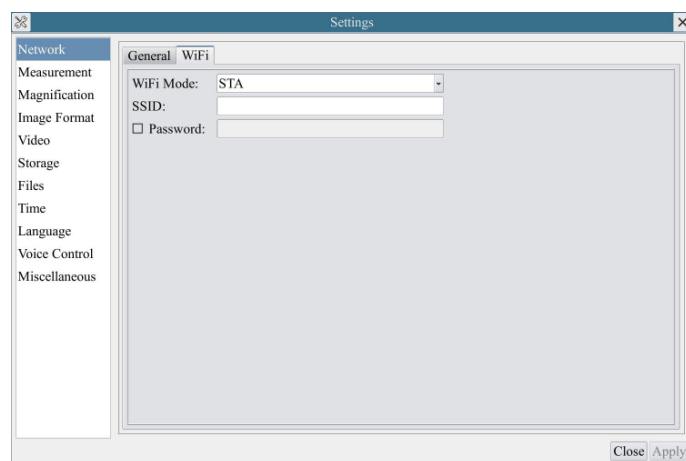 Settings
Network
Measurement
Magnification
Image Format
Video
Storage
Files
Time
Language
Voice Control
Miscellaneous
General WiFi
WiFi Mode: STA
SSID:
Password:
Close Apply